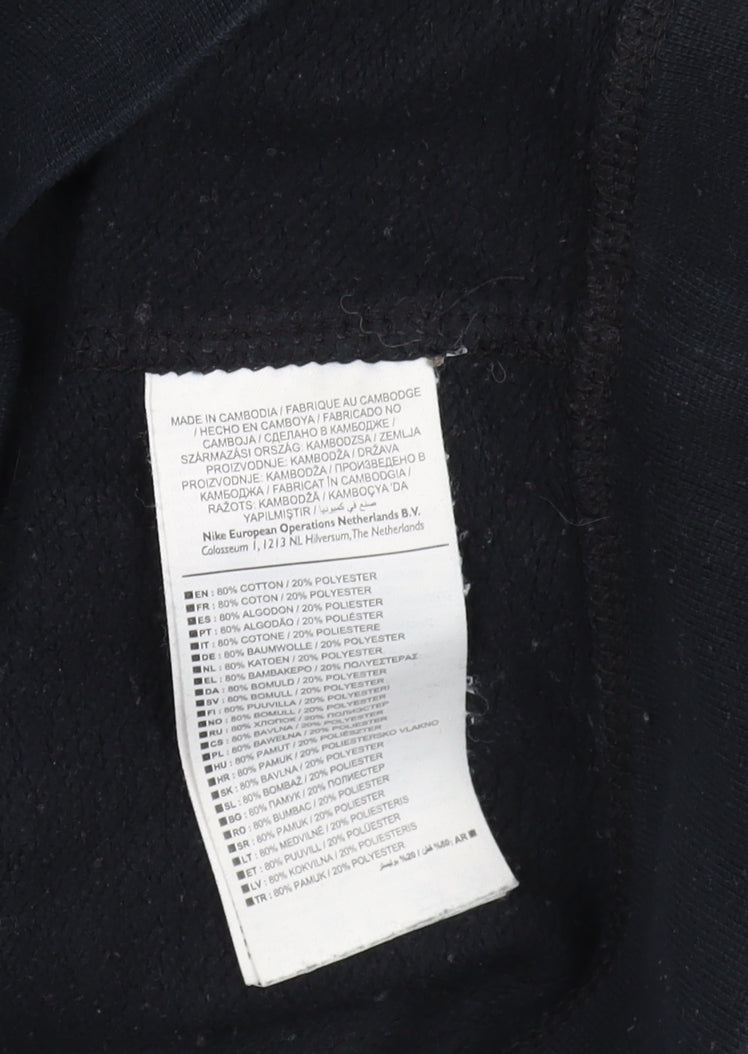 MADE IN CAMBODIA / FABRIQUE AU CAMBODGE
/ HECHO EN CAMBOYA / FABRICADO NO
CAMBOJA / СДЕЛАНО В КАМБОДЖЕ /
SZÁRMAZÁSI ORSZÁG: KAMBODZSA / ZEMLJA
PROIZVODNJE: KAMBODŽA / DRŽAVA
PROIZVODNJE: KAMBODŽA / ПРОИЗВЕДЕНО В
КАМБОДЖА / FABRICAT ÎN CAMBODGIA /
RAŽOTS: KAMBODŽĀ / KAMBOÇYA 'DA
YAPILMIŞTIR / صنع في كمبوديا
Nike European Operations Netherlands B.V.
Colosseum 1, 1213 NL Hilversum, The Netherlands
EN : 80% COTTON / 20% POLYESTER
FR : 80% COTON / 20% POLYESTER
ES : 80% ALGODON / 20% POLIESTER
PT : 80% ALGODÃO / 20% POLIÉSTER
IT : 80% COTONE / 20% POLIESTERE
DE : 80% BAUMWOLLE / 20% POLYESTER
NL : 80% KATOEN / 20% POLYESTER
EL : 80% ΒΑΜΒΑΚΕΡΟ / 20% ΠΟΛΥΕΣΤΕΡΑΣ
DA : 80% BOMULD / 20% POLYESTER
SV : 80% BOMULL / 20% POLYESTER
FI : 80% PUUVILLA / 20% POLYESTERI
NO : 80% BOMULL / 20% POLYESTER
RU : 80% ХЛОПОК / 20% ПОЛИЭСТЕР
CS : 80% BAVLNA / 20% POLYESTER
PL : 80% BAWEŁNA / 20% POLIESTER
HU : 80% PAMUT / 20% POLIÉSZTER
HR : 80% PAMUK / 20% POLIESTERSKO VLAKNO
SK : 80% BAVLNA / 20% POLYESTER
SL : 80% BOMBAŽ / 20% POLIESTER
BG : 80% ПАМУК / 20% ПОЛИЕСТЕР
RO : 80% BUMBAC / 20% POLIESTER
SR : 80% PAMUK / 20% POLIESTER
LT : 80% MEDVILNĖ / 20% POLIESTERIS
ET : 80% PUUVILL / 20% POLÜESTER
LV : 80% KOKVILNA / 20% POLIESTERIS
TR : 80% PAMUK / 20% POLYESTER
AR :80% قطن / 20% بوليستر